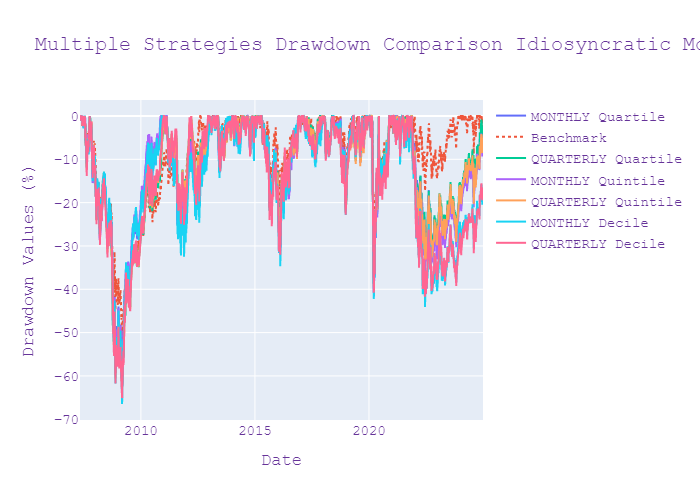 Multiple Strategies Drawdown Comparison Idiosyncratic Mo
0
−10
−20
−30
−40
−50
−60
−70
Drawdown Values (%)
2010
2015
2020
Date
MONTHLY Quartile
Benchmark
QUARTERLY Quartile
MONTHLY Quintile
QUARTERLY Quintile
MONTHLY Decile
QUARTERLY Decile